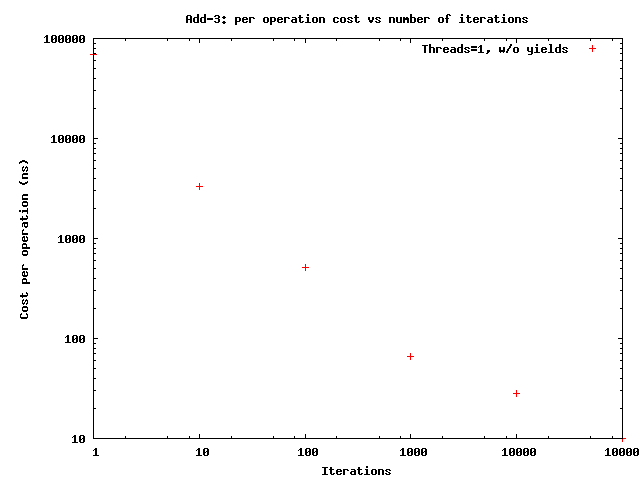 Add-3: per operation cost vs number of iterations
100000
Threads=1, w/o yields
10000
Cost per operation (ns)
1000
100
10
1 10 100 1000 10000 10000
Iterations